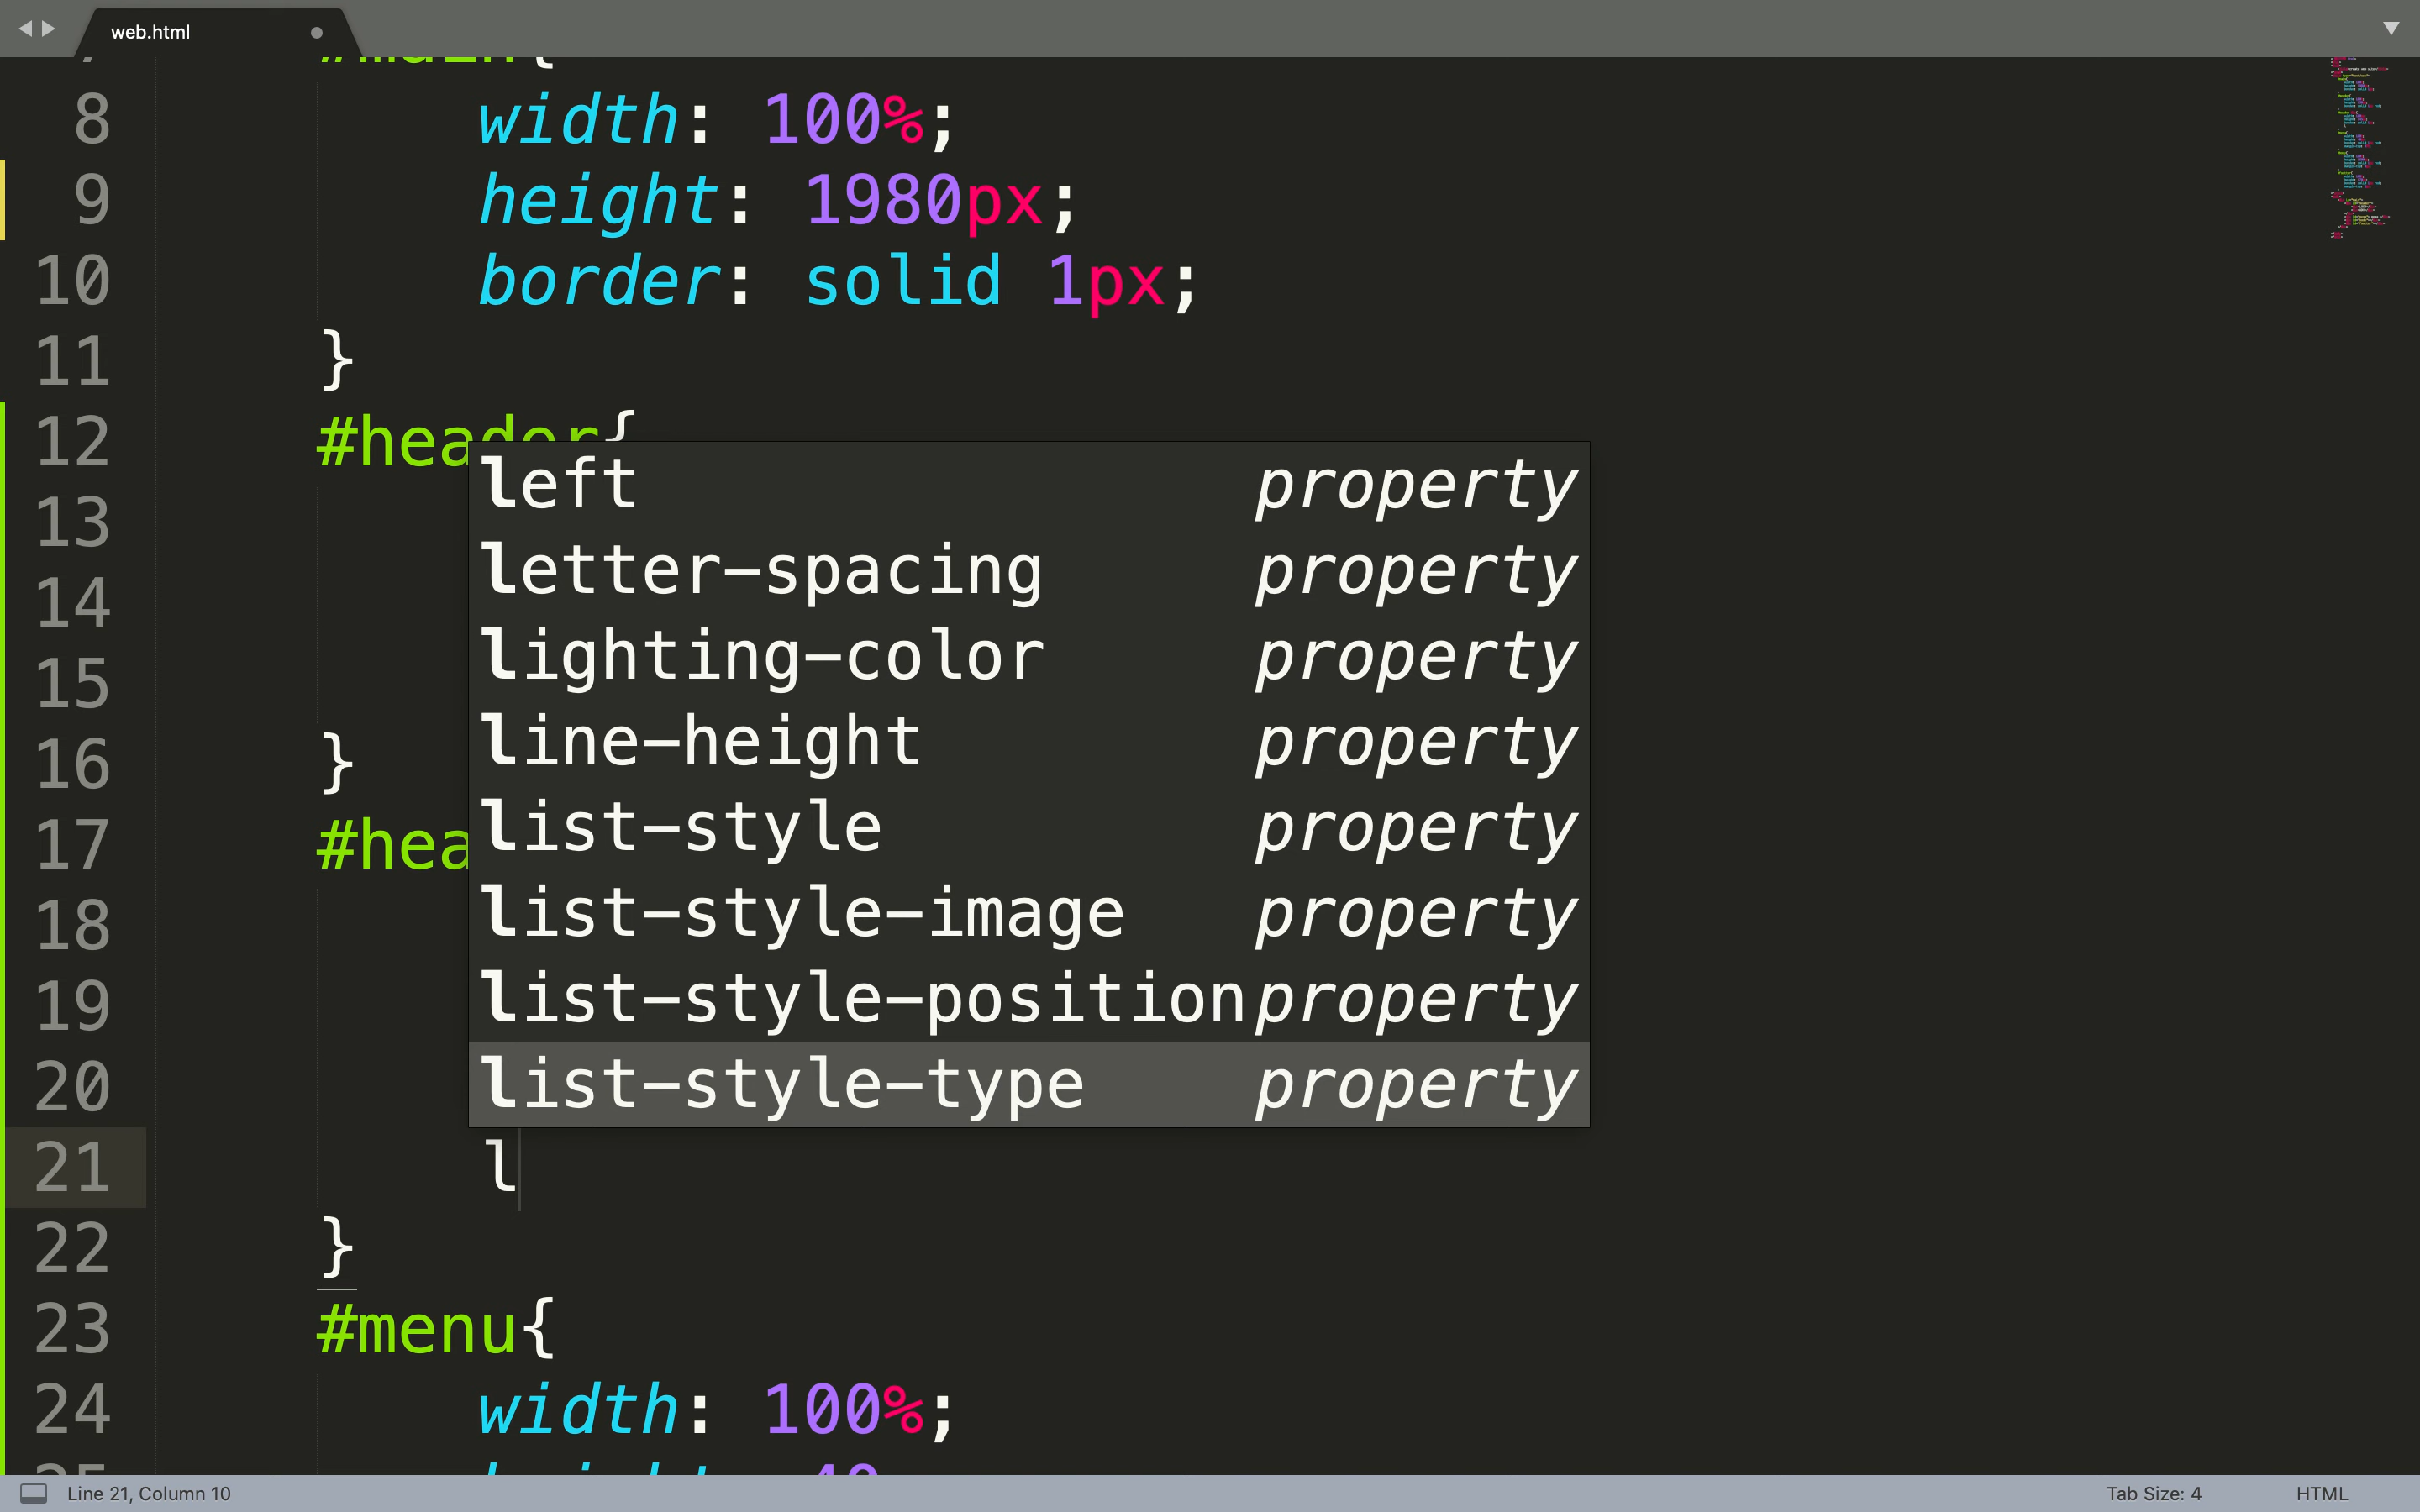 web.html
8 width: 100%;
9 height: 1980px;
10 border: solid 1px;
11 }
12 #header{
left property
13 letter-spacing property
14 lighting-color property
15 line-height property
16 }
list-style property
17 #hea
18 list-style-image property
19 list-style-position property
20 list-style-type property
21 l
22 }
23 #menu{
24 width: 100%;
Line 21, Column 10 Tab Size: 4 HTML